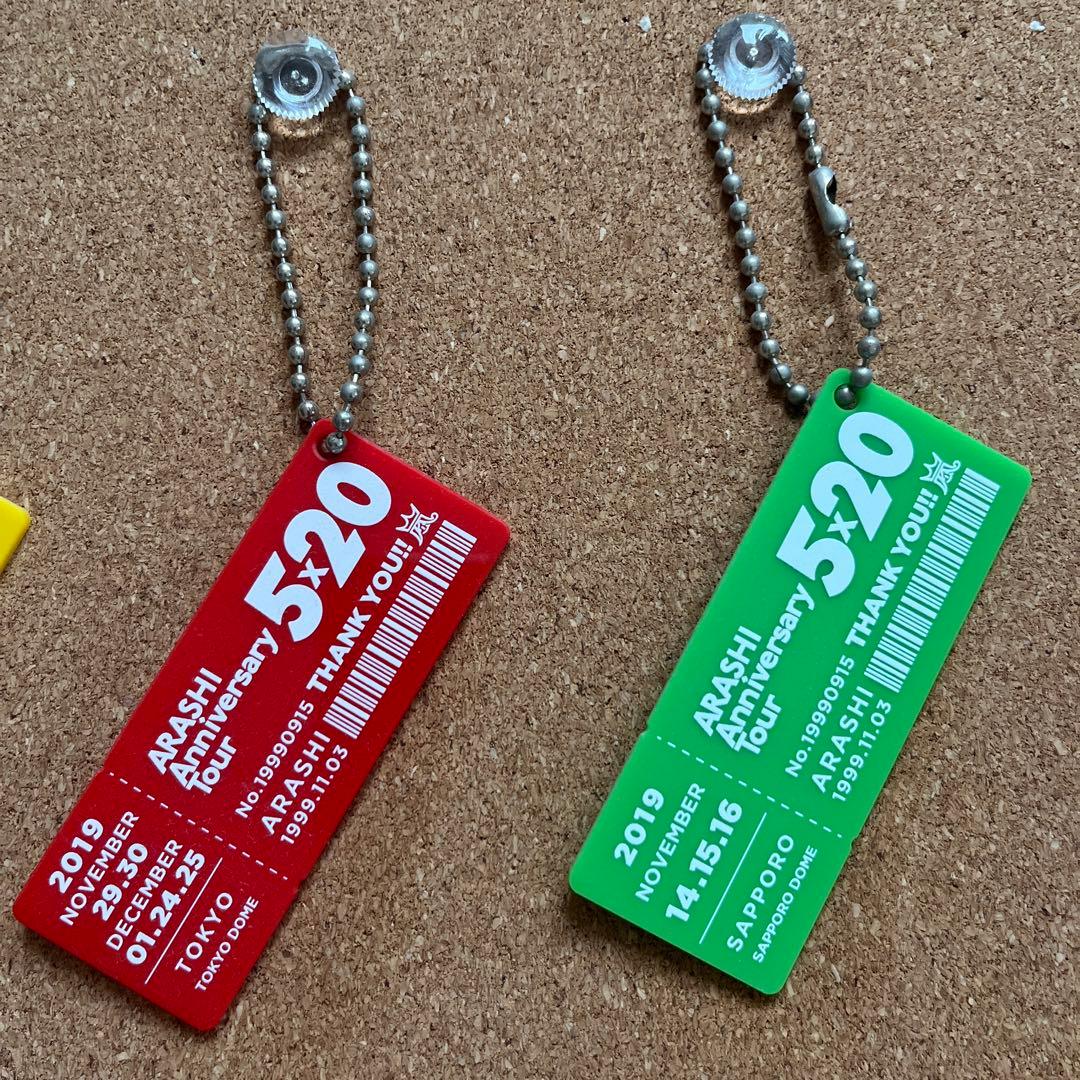 ARASHI
Anniversary
Tour
5x20
No.19990915 THANK YOU!! 嵐
ARASHI
1999.11.03
2019
NOVEMBER
29.30
DECEMBER
01.24.25
TOKYO
TOKYO DOME
ARASHI
Anniversary
Tour
5x20
No.19990915 THANK YOU!! 嵐
ARASHI
1999.11.03
2019
NOVEMBER
14.15.16
SAPPORO
SAPPORO DOME